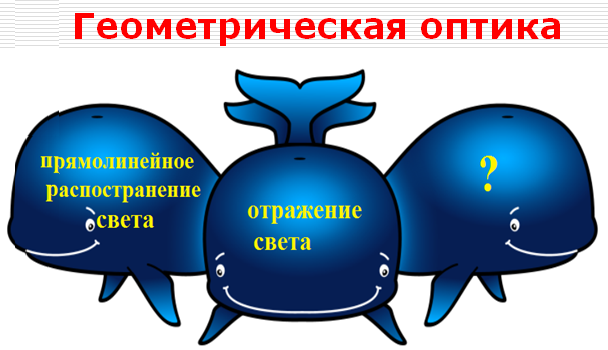 Геометрическая оптика
прямолинейное
распостранение
света
отражение
света
?